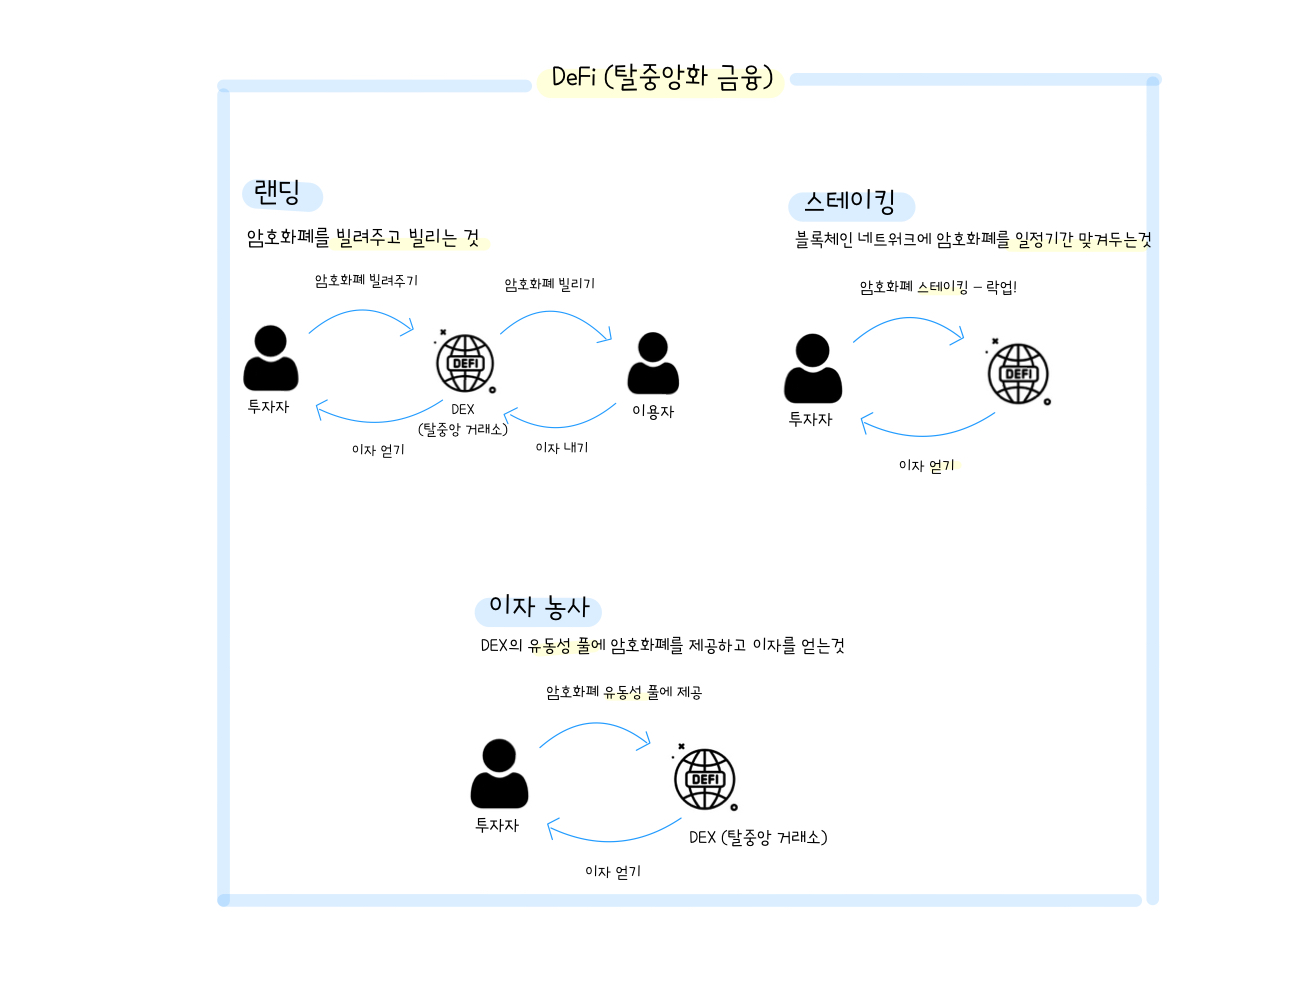 DeFi (탈중앙화 금융)
랜딩
암호화폐를 빌려주고 빌리는 것
암호화폐 빌려주기
암호화폐 빌리기
DEFI
투자자
DEX
(탈중앙 거래소)
이용자
이자 얻기
이자 내기
스테이킹
블록체인 네트워크에 암호화폐를 일정기간 맞겨두는것
암호화폐 스테이킹 - 락업!
DEFI
투자자
이자 얻기
이자 농사
DEX의 유동성 풀에 암호화폐를 제공하고 이자를 얻는것
암호화폐 유동성 풀에 제공
DEFI
투자자
DEX (탈중앙 거래소)
이자 얻기